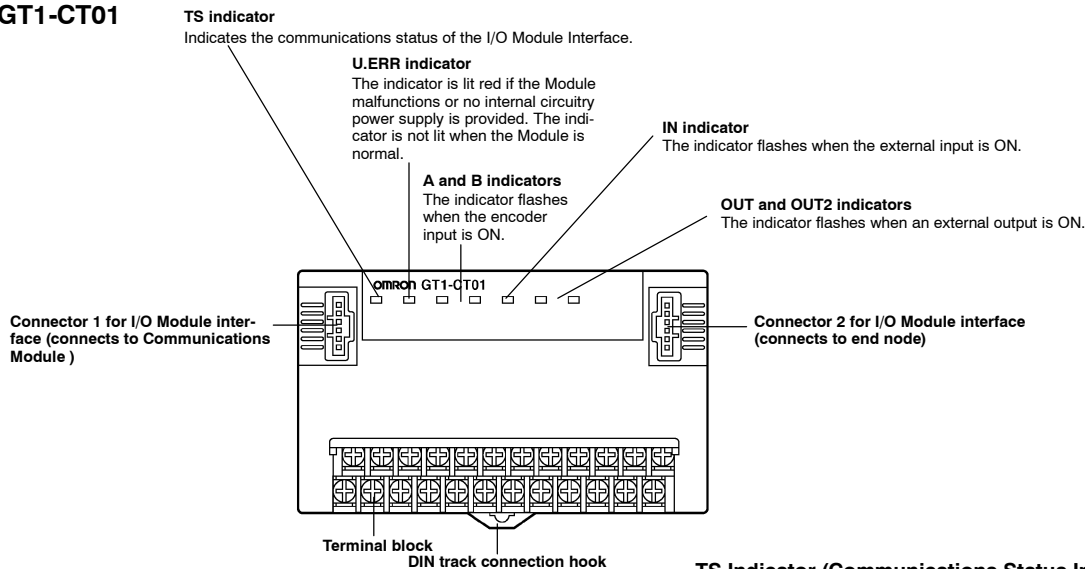 GT1-CT01
TS indicator
Indicates the communications status of the I/O Module Interface.
U.ERR indicator
The indicator is lit red if the Module
malfunctions or no internal circuitry
power supply is provided. The indi-
cator is not lit when the Module is
normal.
IN indicator
The indicator flashes when the external input is ON.
A and B indicators
The indicator flashes
when the encoder
input is ON.
OUT and OUT2 indicators
The indicator flashes when an external output is ON.
OMRON GT1-CT01
Connector 1 for I/O Module inter-
face (connects to Communications
Module )
Connector 2 for I/O Module interface
(connects to end node)
Terminal block
DIN track connection hook
TS Indicator (Communications Status